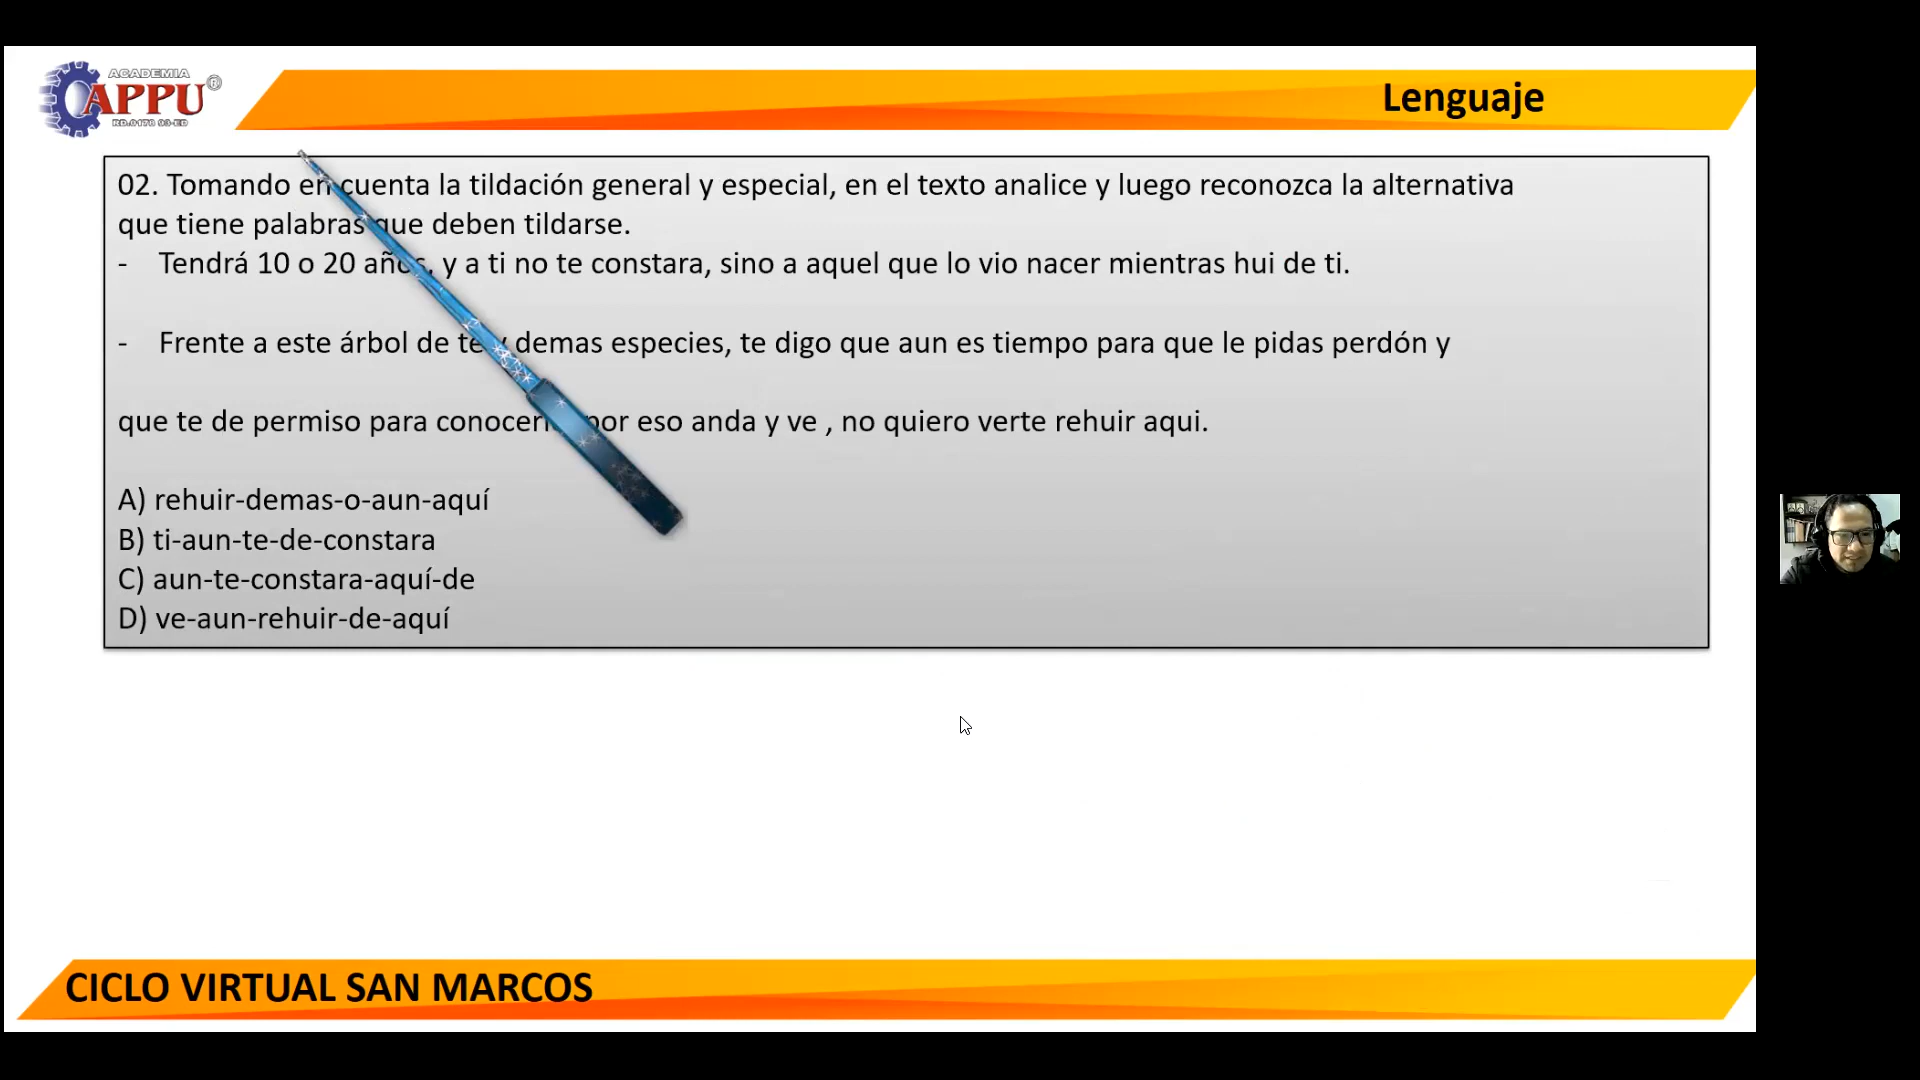 ACADEMIA
APPU
RD.0178 93-ED
Lenguaje
02. Tomando en cuenta la tildación general y especial, en el texto analice y luego reconozca la alternativa
que tiene palabras que deben tildarse.
- Tendrá 10 o 20 años, y a ti no te constara, sino a aquel que lo vio nacer mientras hui de ti.
- Frente a este árbol de te y demas especies, te digo que aun es tiempo para que le pidas perdón y
que te de permiso para por eso anda y ve , no quiero verte rehuir aqui.
A) rehuir-demas-o-aun-aquí
B) ti-aun-te-de-constara
C) aun-te-constara-aquí-de
D) ve-aun-rehuir-de-aquí
CICLO VIRTUAL SAN MARCOS